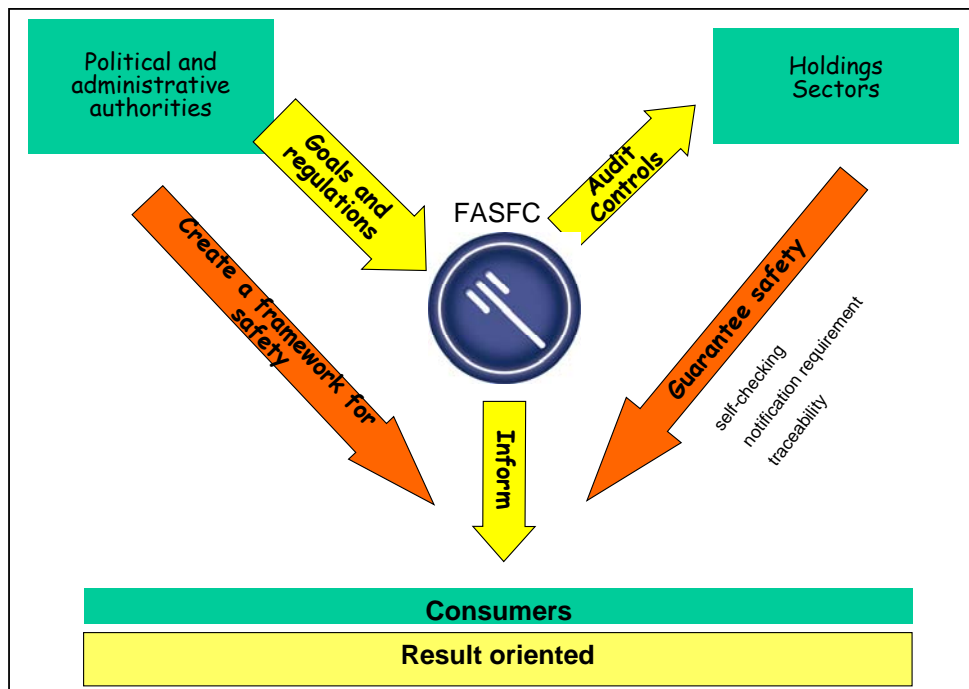 Political and
administrative
authorities
Holdings
Sectors
Goals and
regulations
Audit
Controls
FASFC
Create a framework for
safety
Guarantee safety
self-checking
notification requirement
traceability
Inform
Consumers
Result oriented